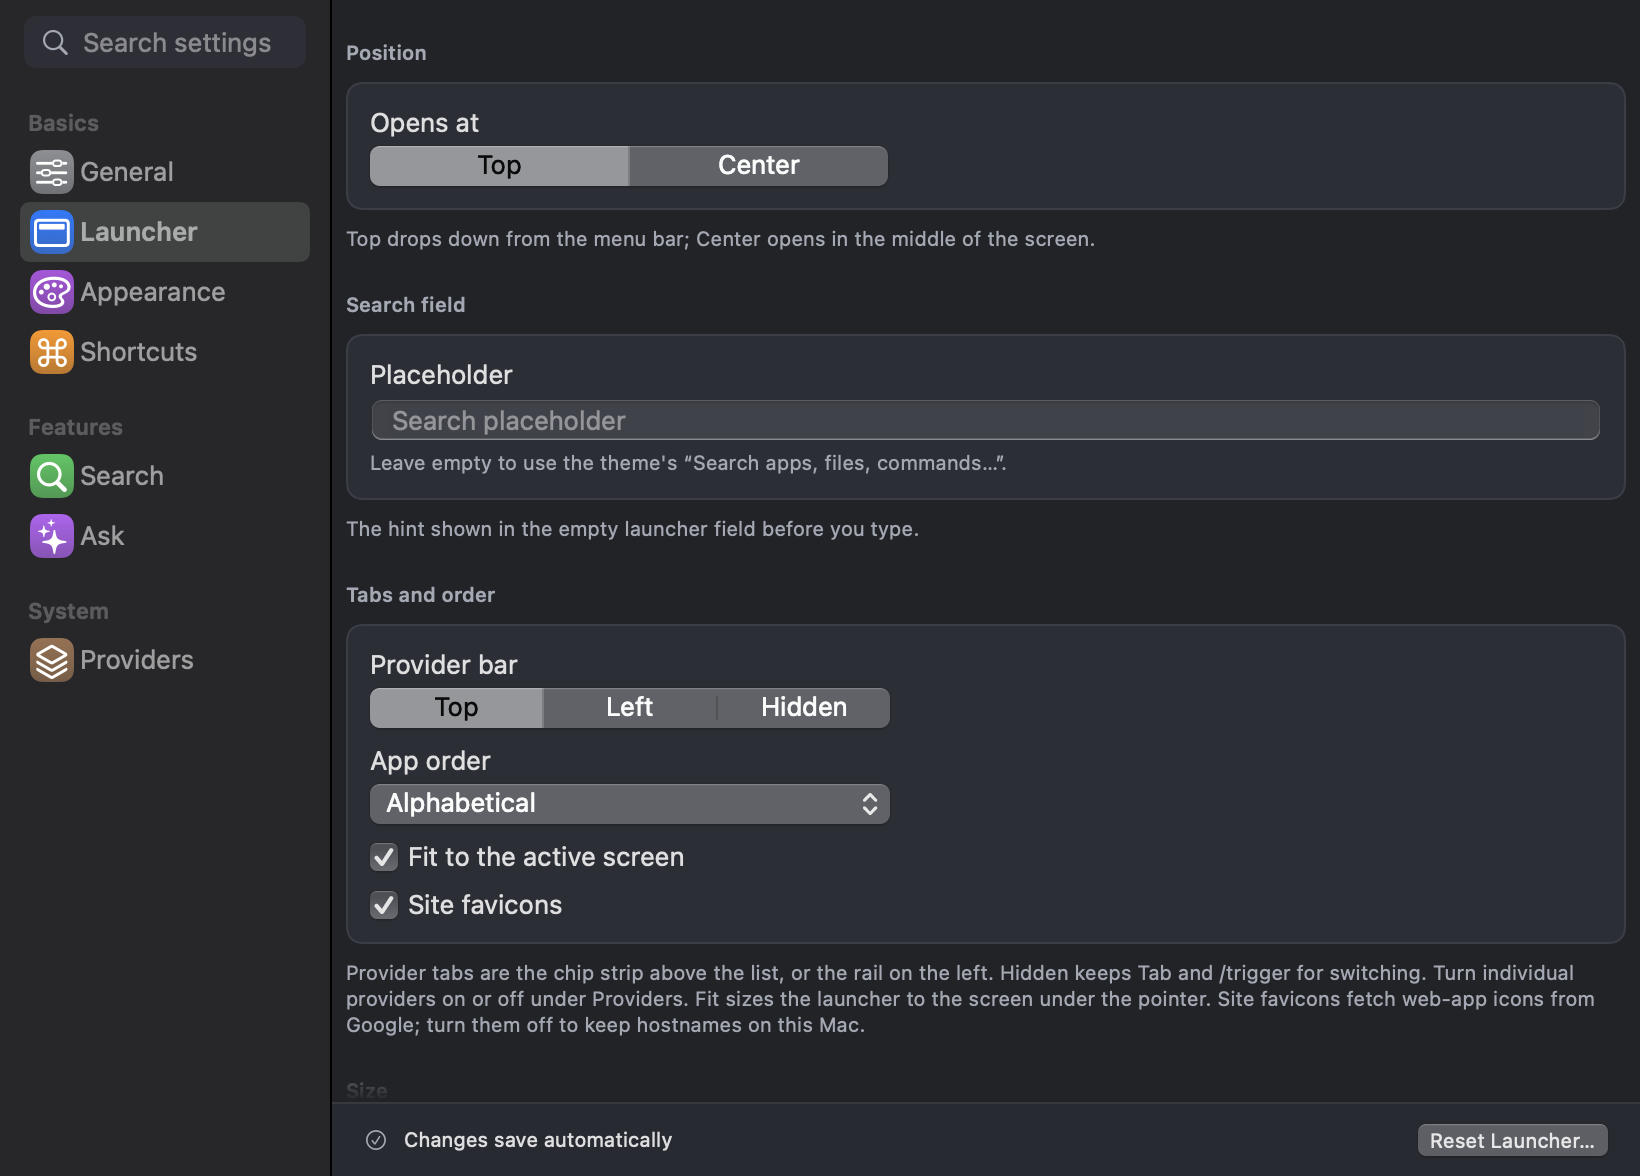 Search settings
Basics
General
Launcher
Appearance
Shortcuts
Features
Search
Ask
System
Providers
Position
Opens at
Top
Center
Top drops down from the menu bar; Center opens in the middle of the screen.
Search field
Placeholder
Search placeholder
Leave empty to use the theme's “Search apps, files, commands…”.
The hint shown in the empty launcher field before you type.
Tabs and order
Provider bar
Top
Left
Hidden
App order
Alphabetical
Fit to the active screen
Site favicons
Provider tabs are the chip strip above the list, or the rail on the left. Hidden keeps Tab and /trigger for switching. Turn individual
providers on or off under Providers. Fit sizes the launcher to the screen under the pointer. Site favicons fetch web-app icons from
Google; turn them off to keep hostnames on this Mac.
Size
Changes save automatically
Reset Launcher...